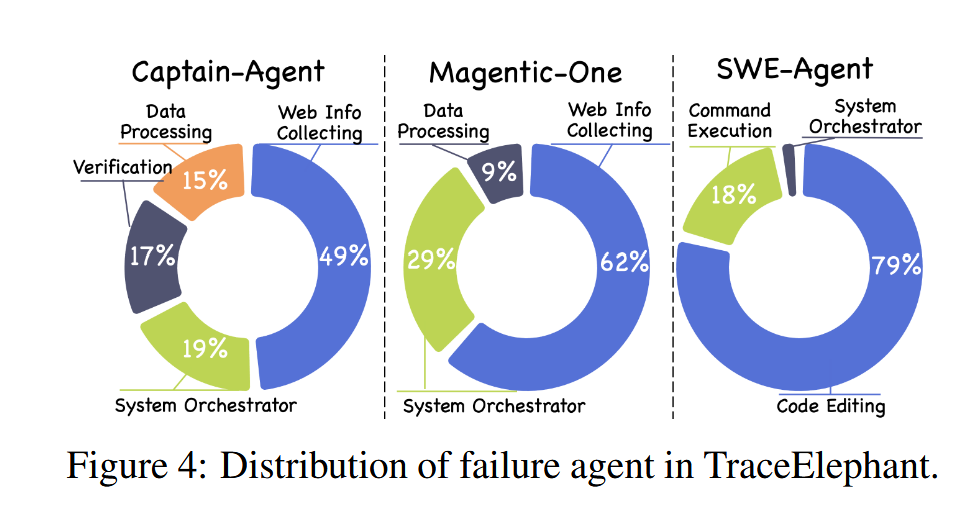 Captain-Agent
Data
Processing
Web Info
Collecting
Verification
15%
49%
17%
19%
System Orchestrator
Magentic-One
Data
Processing
Web Info
Collecting
9%
29%
62%
System Orchestrator
SWE-Agent
Command
Execution
System
Orchestrator
18%
79%
Code Editing
Figure 4: Distribution of failure agent in TraceElephant.